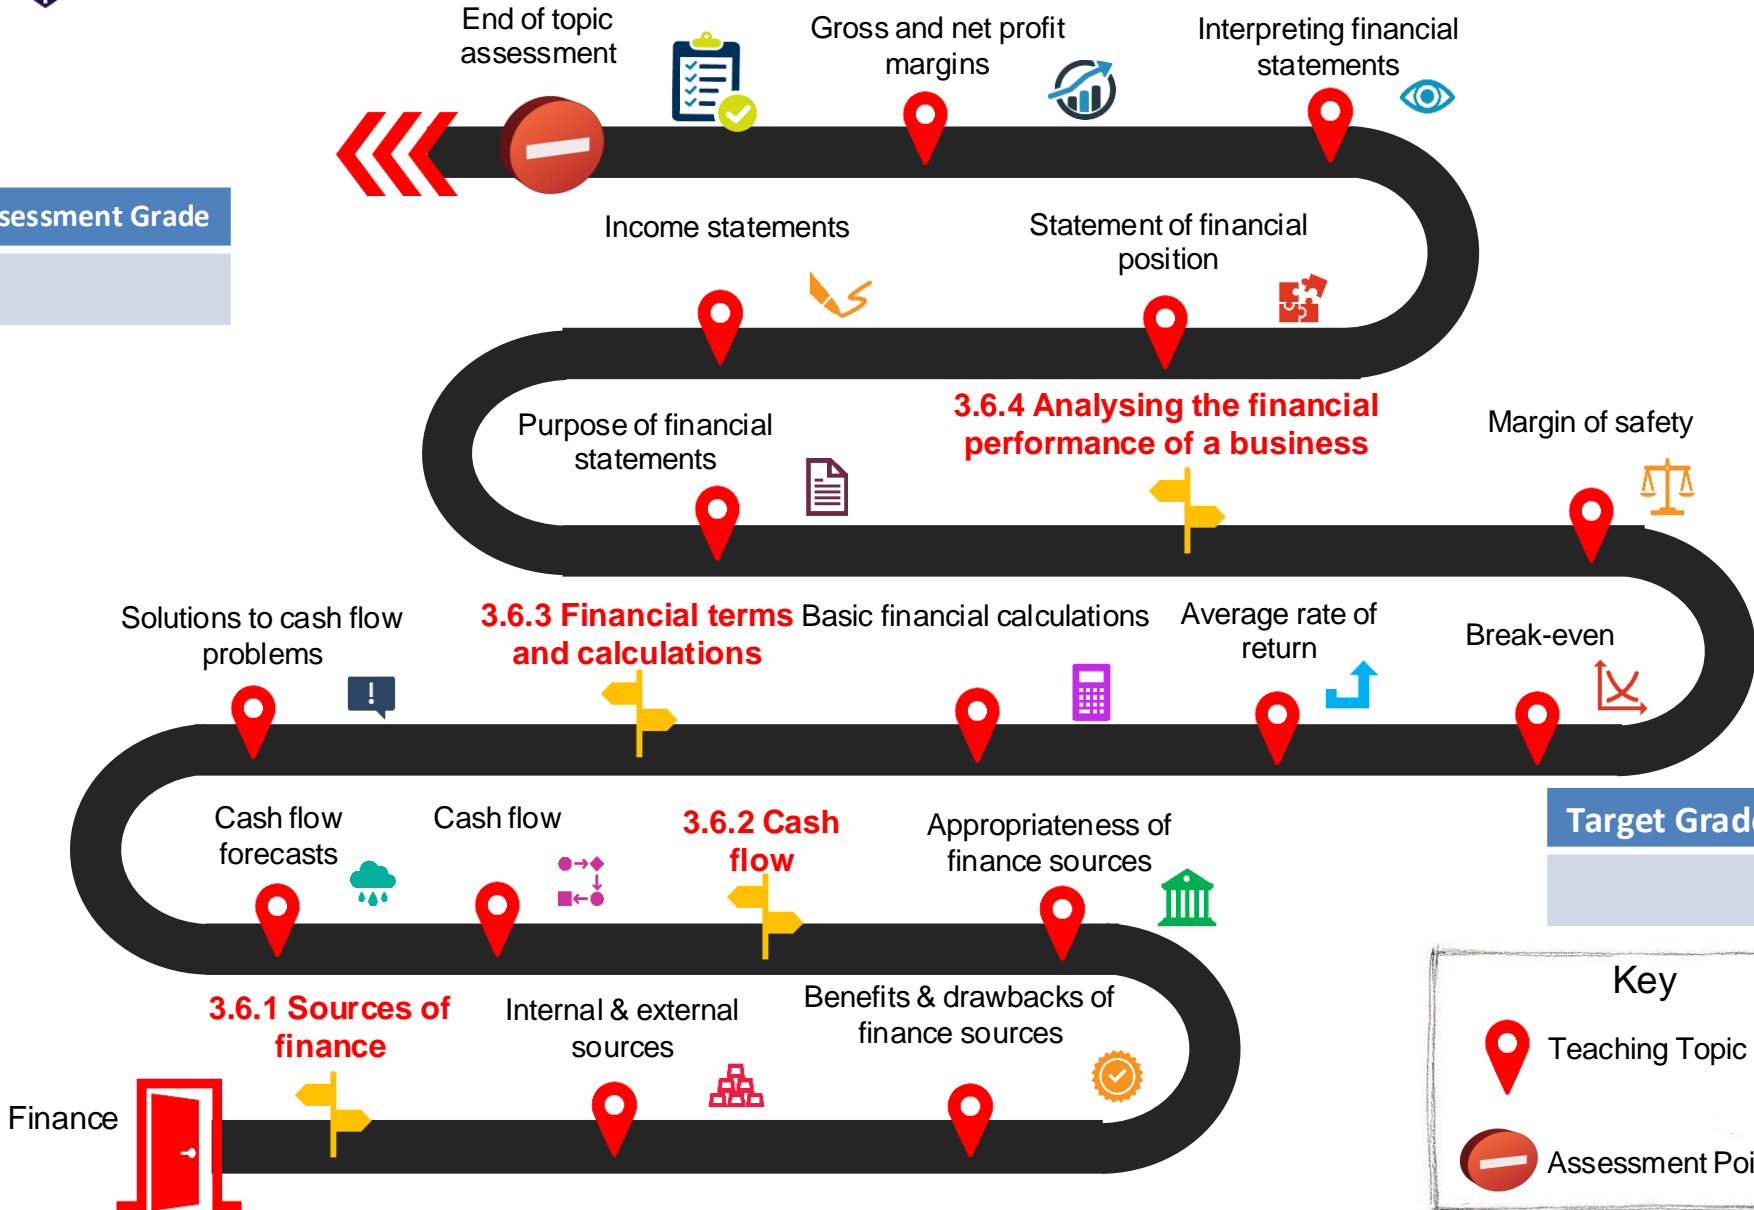 End of topic
assessment
Gross and net profit
margins
Interpreting financial
statements
sessment Grade
Income statements
Statement of financial
position
Purpose of financial
statements
3.6.4 Analysing the financial
performance of a business
Margin of safety
Solutions to cash flow
problems
3.6.3 Financial terms
and calculations
Basic financial calculations
Average rate of
return
Break-even
Cash flow
forecasts
Cash flow
3.6.2 Cash
flow
Appropriateness of
finance sources
Target Grade
3.6.1 Sources of
finance
Internal & external
sources
Benefits & drawbacks of
finance sources
Finance
Key
Teaching Topic
Assessment Poi